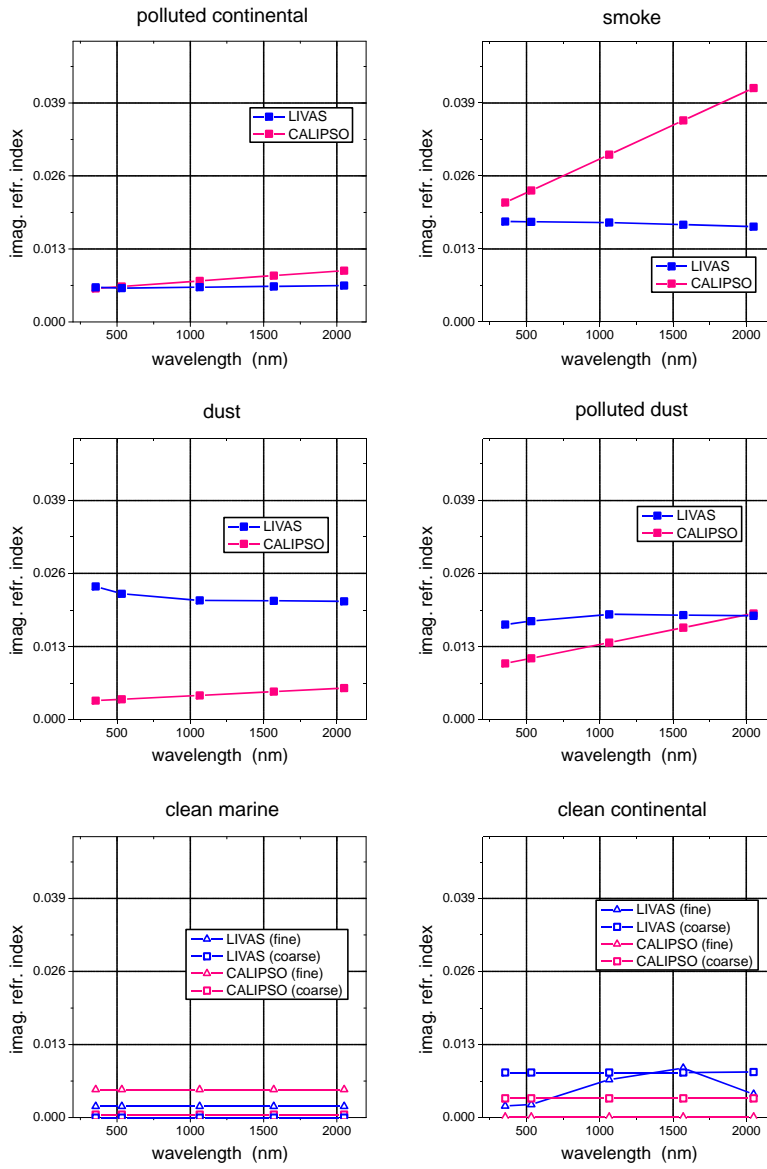 polluted continental
imag. refr. index
0.039
0.026
0.013
0.000
LIVAS
CALIPSO
500 1000 1500 2000
wavelength (nm)
smoke
imag. refr. index
0.039
0.026
0.013
0.000
LIVAS
CALIPSO
500 1000 1500 2000
wavelength (nm)
dust
imag. refr. index
0.039
0.026
0.013
0.000
LIVAS
CALIPSO
500 1000 1500 2000
wavelength (nm)
polluted dust
imag. refr. index
0.039
0.026
0.013
0.000
LIVAS
CALIPSO
500 1000 1500 2000
wavelength (nm)
clean marine
imag. refr. index
0.039
0.026
0.013
0.000
LIVAS (fine)
LIVAS (coarse)
CALIPSO (fine)
CALIPSO (coarse)
500 1000 1500 2000
wavelength (nm)
clean continental
imag. refr. index
0.039
0.026
0.013
0.000
LIVAS (fine)
LIVAS (coarse)
CALIPSO (fine)
CALIPSO (coarse)
500 1000 1500 2000
wavelength (nm)